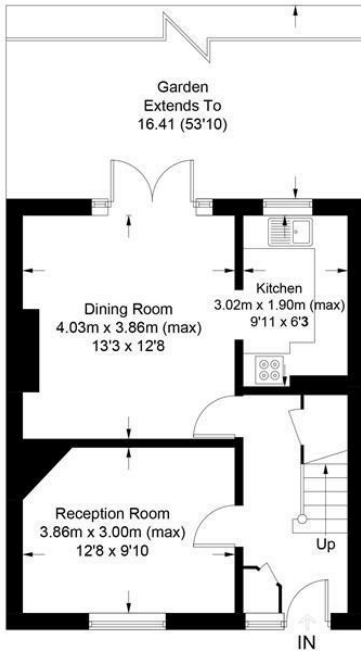 Garden
Extends To
16.41 (53'10)
Kitchen
3.02m x 1.90m (max)
9'11 x 6'3
Dining Room
4.03m x 3.86m (max)
13'3 x 12'8
Reception Room
3.86m x 3.00m (max)
12'8 x 9'10
Up
IN